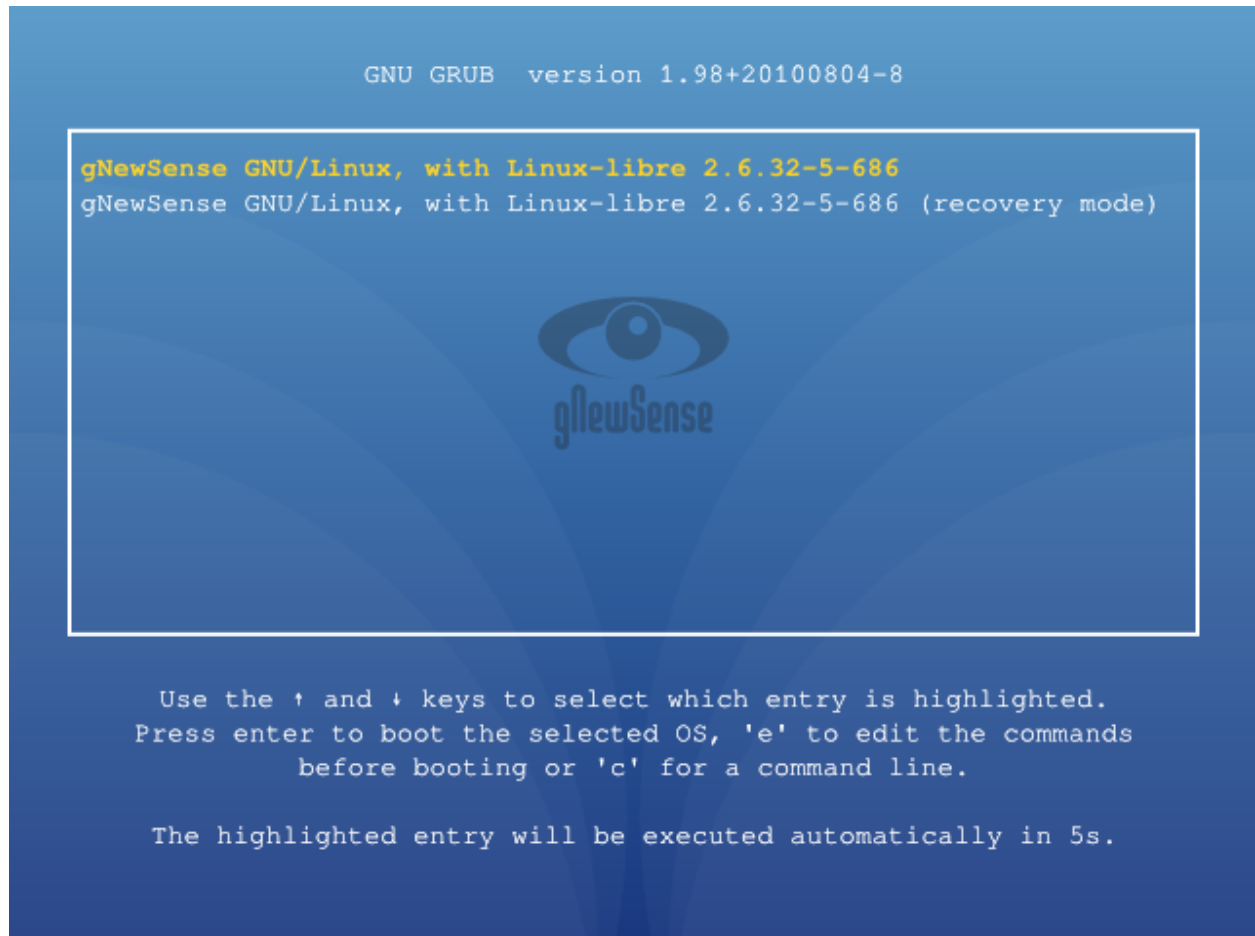 GNU GRUB  version 1.98+20100804-8
gNewSense GNU/Linux, with Linux-libre 2.6.32-5-686
gNewSense GNU/Linux, with Linux-libre 2.6.32-5-686 (recovery mode)
gNewSense
Use the ↑ and ↓ keys to select which entry is highlighted.
Press enter to boot the selected OS, 'e' to edit the commands
before booting or 'c' for a command line.
The highlighted entry will be executed automatically in 5s.